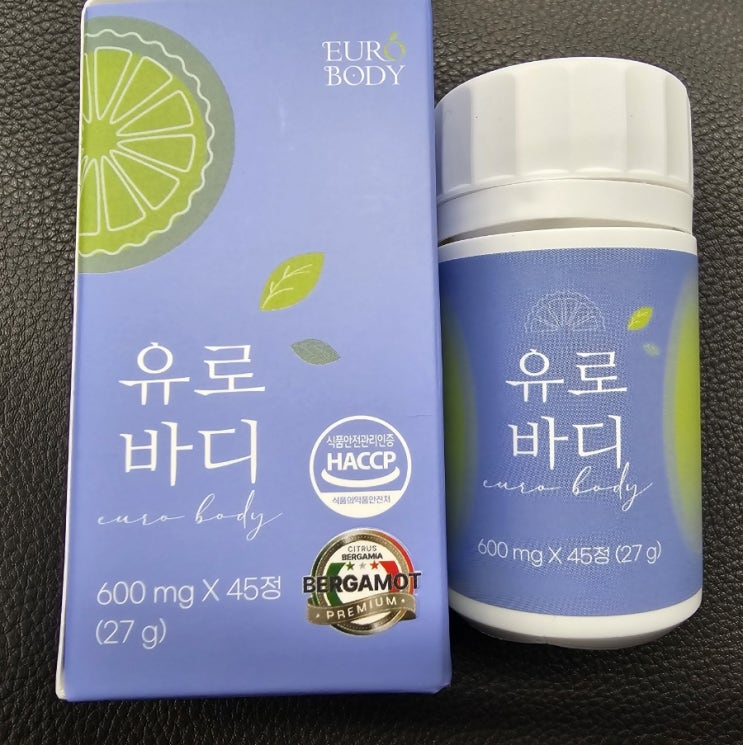 EURO
BODY
유로
바디
euro body
식품안전관리인증
HACCP
식품의약품안전처
CITRUS
BERGAMIA
BERGAMOT
PREMIUM
600 mg X 45정
(27 g)
유로
바디
euro body
600 mg X 45정 (27 g)